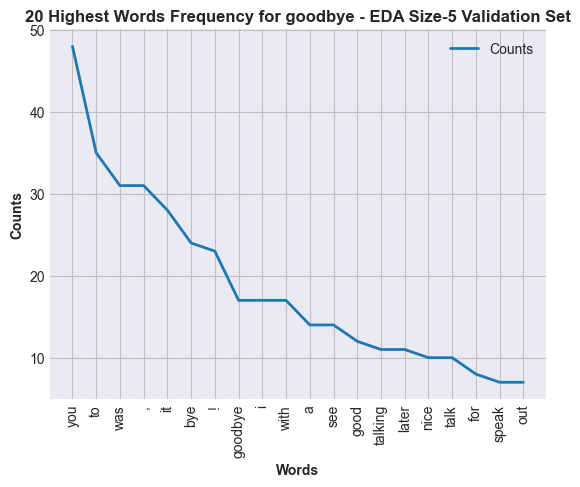 20 Highest Words Frequency for goodbye - EDA Size-5 Validation Set
Counts
50
40
30
20
10
Counts
you
to
was
,
it
bye
!
goodbye
i
with
a
see
good
talking
later
nice
talk
for
speak
out
Words